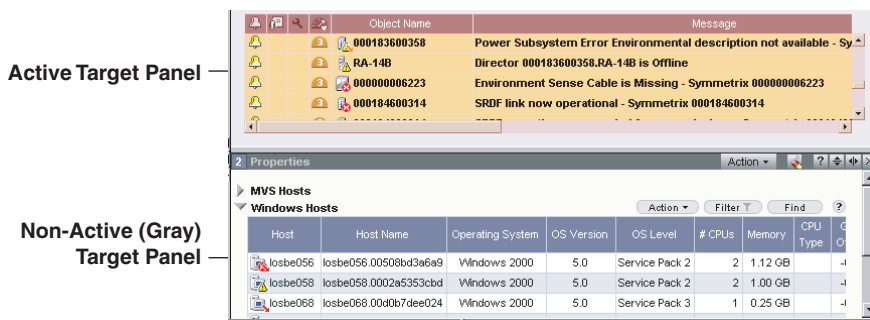 Object Name Message
3 000183600358 Power Subsystem Error Environmental description not available - Sy
Active Target Panel
3 RA-14B Director 000183600358.RA-14B is Offline
3 000000006223 Environment Sense Cable is Missing - Symmetrix 000000006223
3 000184600314 SRDF link now operational - Symmetrix 000184600314
2 Properties Action ?
MVS Hosts
Windows Hosts Action Filter Find ?
Non-Active (Gray)
Target Panel
Host Host Name Operating System OS Version OS Level # CPUs Memory CPU Type
losbe056 losbe056.00508bd3a6a9 Windows 2000 5.0 Service Pack 2 2 1.12 GB
losbe058 losbe058.0002a5353cbd Windows 2000 5.0 Service Pack 2 2 1.00 GB
losbe068 losbe068.00d0b7dee024 Windows 2000 5.0 Service Pack 3 1 0.25 GB